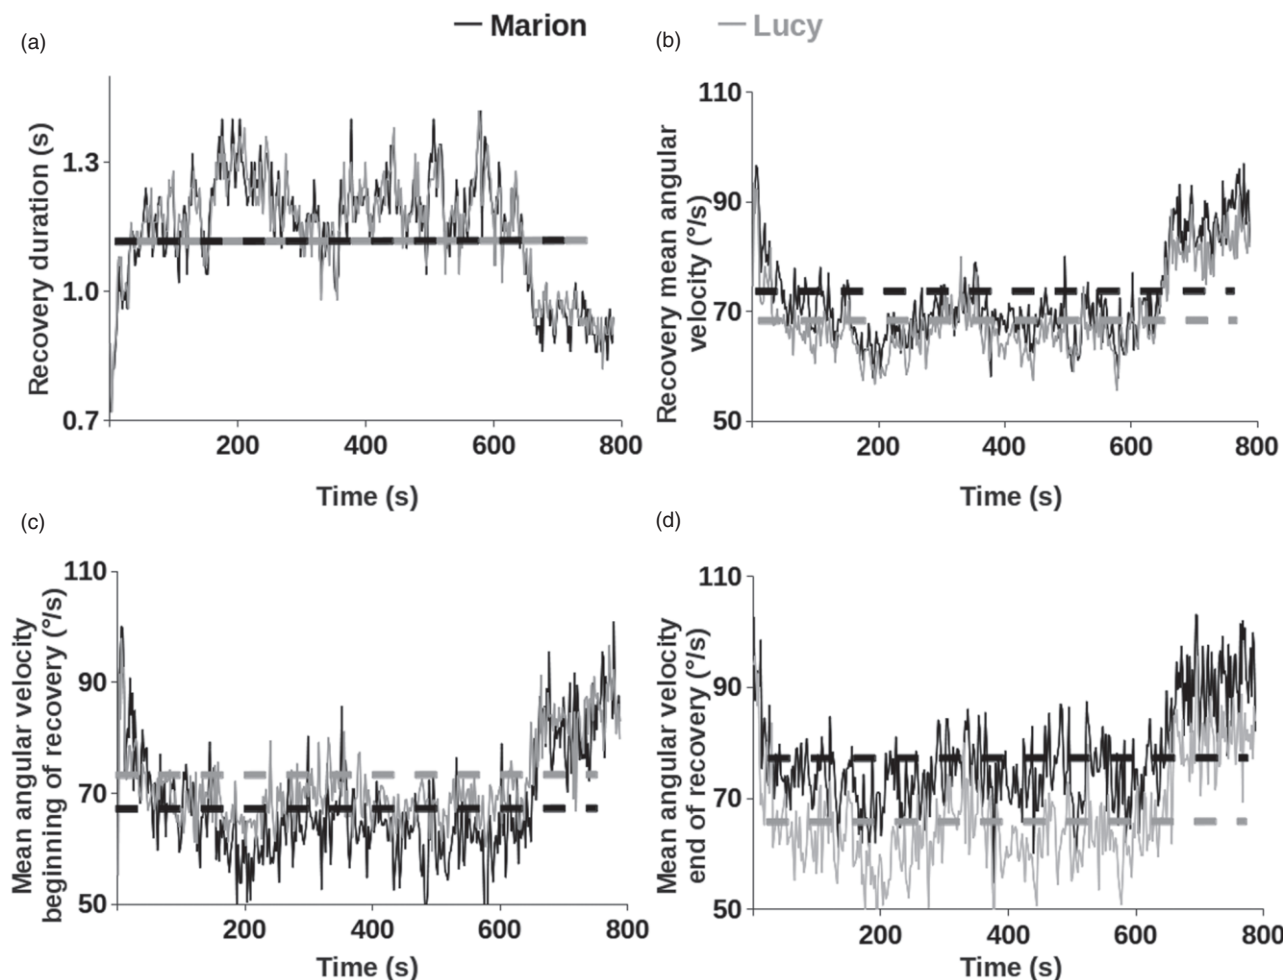 Marion
Lucy
(a)
Recovery duration (s)
1.3
1.0
0.7
200
400
600
800
Time (s)
(b)
Recovery mean angular
velocity (°/s)
110
90
70
50
200
400
600
800
Time (s)
(c)
Mean angular velocity
beginning of recovery (°/s)
110
90
70
50
200
400
600
800
Time (s)
(d)
Mean angular velocity
end of recovery (°/s)
110
90
70
50
200
400
600
800
Time (s)